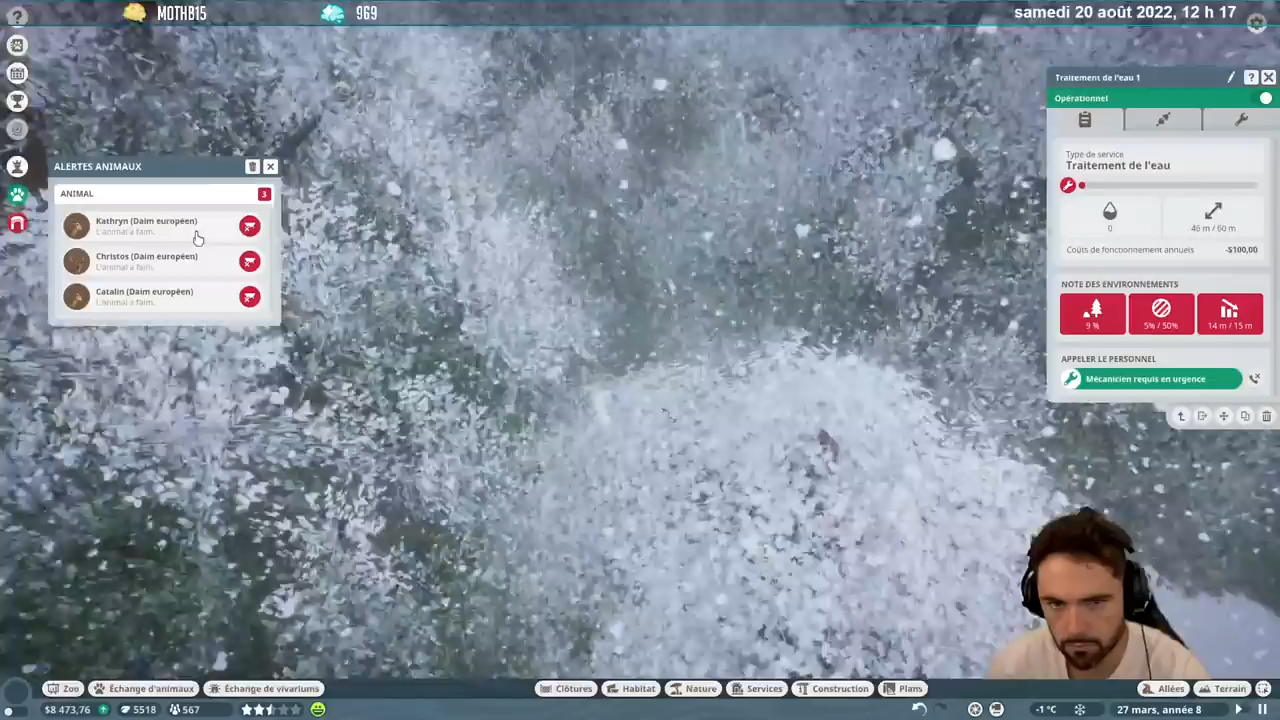 MOTHB15
969
samedi 20 août 2022, 12 h 17
ALERTES ANIMAUX
ANIMAL
3
Kathryn (Daim européen)
L'animal a faim.
Christos (Daim européen)
L'animal a faim.
Catalin (Daim européen)
L'animal a faim.
Traitement de l'eau 1
?
Opérationnel
Type de service
Traitement de l'eau
0
46 m / 60 m
Coûts de fonctionnement annuels
-$100,00
NOTE DES ENVIRONNEMENTS
9 %
5% / 50%
14 m / 15 m
APPELER LE PERSONNEL
Mécanicien requis en urgence
Zoo
Échange d'animaux
Échange de vivariums
Clôtures
Habitat
Nature
Services
Construction
Plans
Allées
Terrain
$8 473,76
5518
567
-1 °C
27 mars, année 8